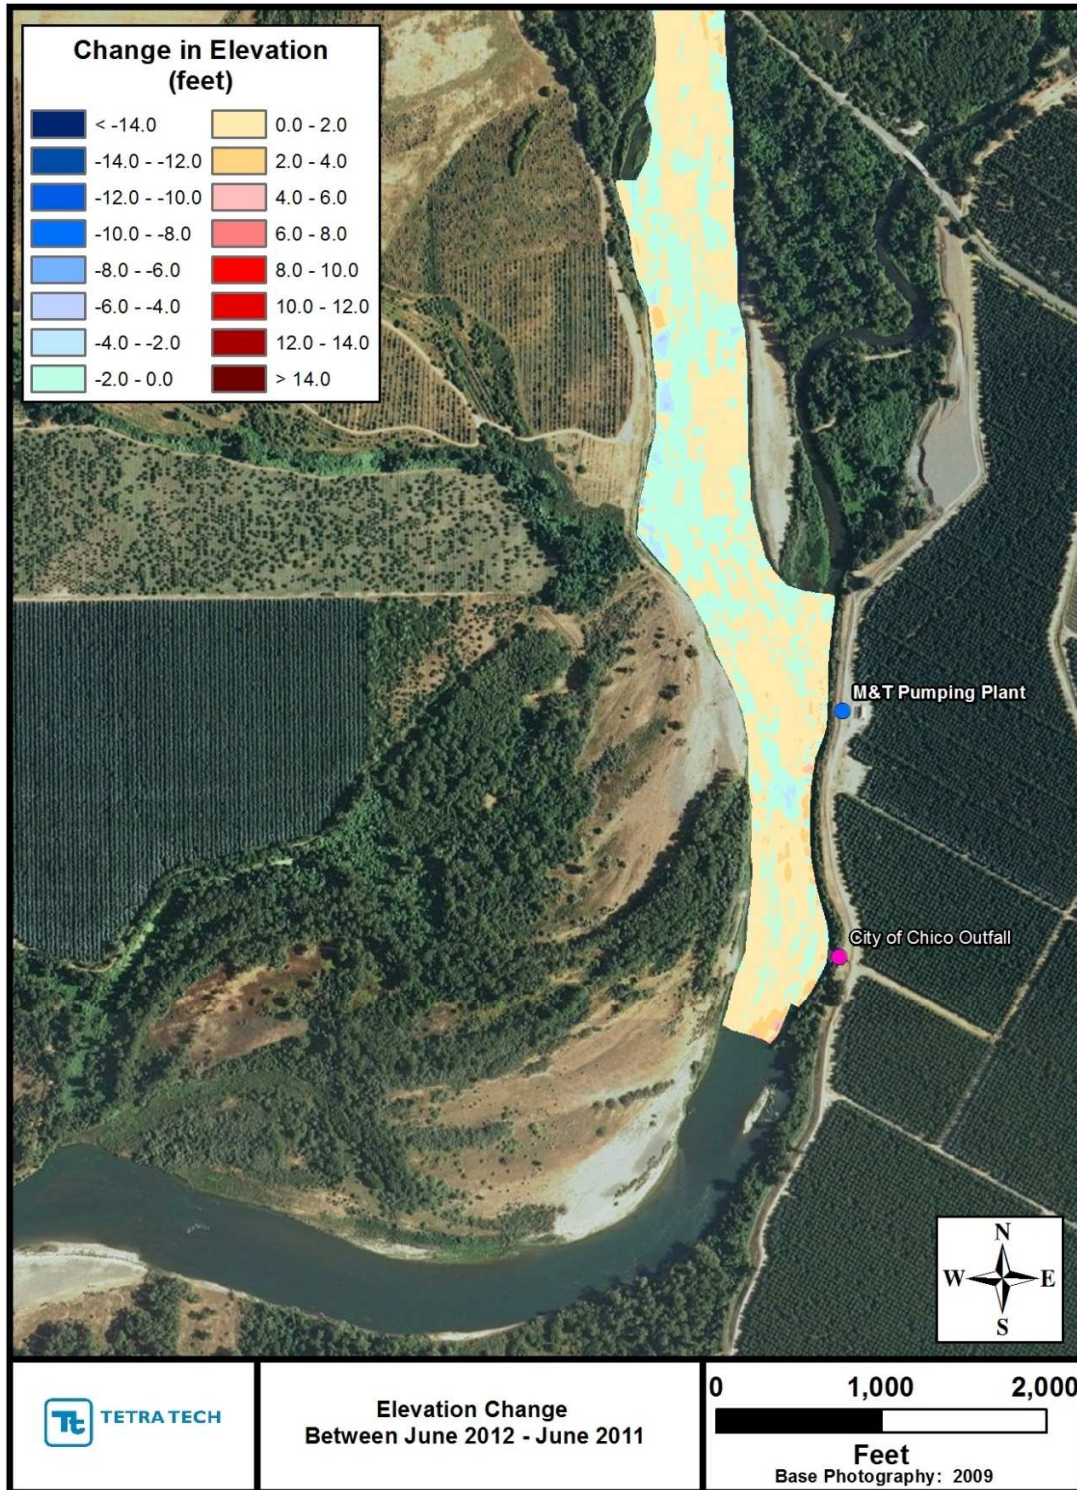 Change in Elevation
(feet)
< -14.0
-14.0 - -12.0
-12.0 - -10.0
-10.0 - -8.0
-8.0 - -6.0
-6.0 - -4.0
-4.0 - -2.0
-2.0 - 0.0
0.0 - 2.0
2.0 - 4.0
4.0 - 6.0
6.0 - 8.0
8.0 - 10.0
10.0 - 12.0
12.0 - 14.0
> 14.0
M&T Pumping Plant
City of Chico Outfall
N
W E
S
Tt TETRA TECH
Elevation Change
Between June 2012 - June 2011
0 1,000 2,000
Feet
Base Photography: 2009